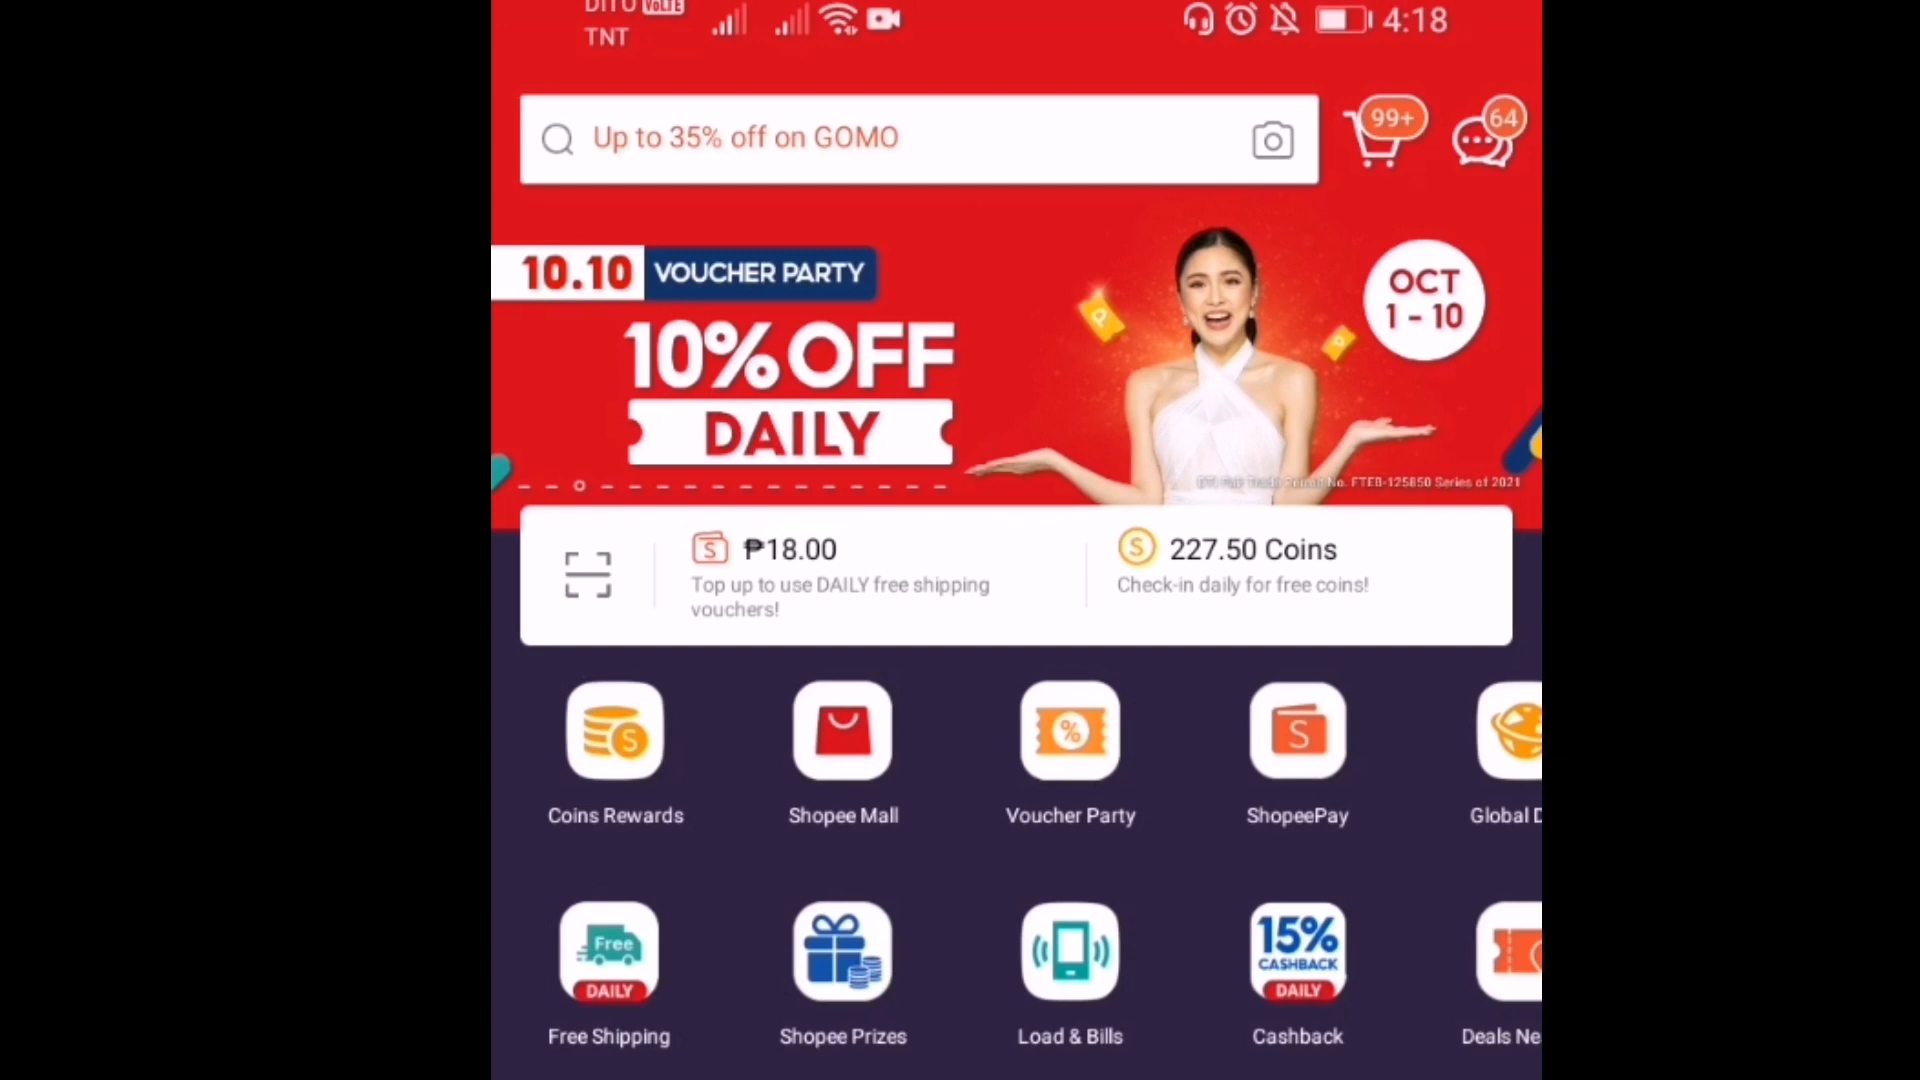 DITO VoLTE
TNT
4:18
Up to 35% off on GOMO
99+
64
10.10 VOUCHER PARTY
10% OFF
DAILY
OCT
1 - 10
DTI Fair Trade Permit No. FTEB-125850 Series of 2021
₱18.00
Top up to use DAILY free shipping
vouchers!
227.50 Coins
Check-in daily for free coins!
Coins Rewards
Shopee Mall
Voucher Party
ShopeePay
Global D
Free
DAILY
15%
CASHBACK
DAILY
Free Shipping
Shopee Prizes
Load & Bills
Cashback
Deals Ne